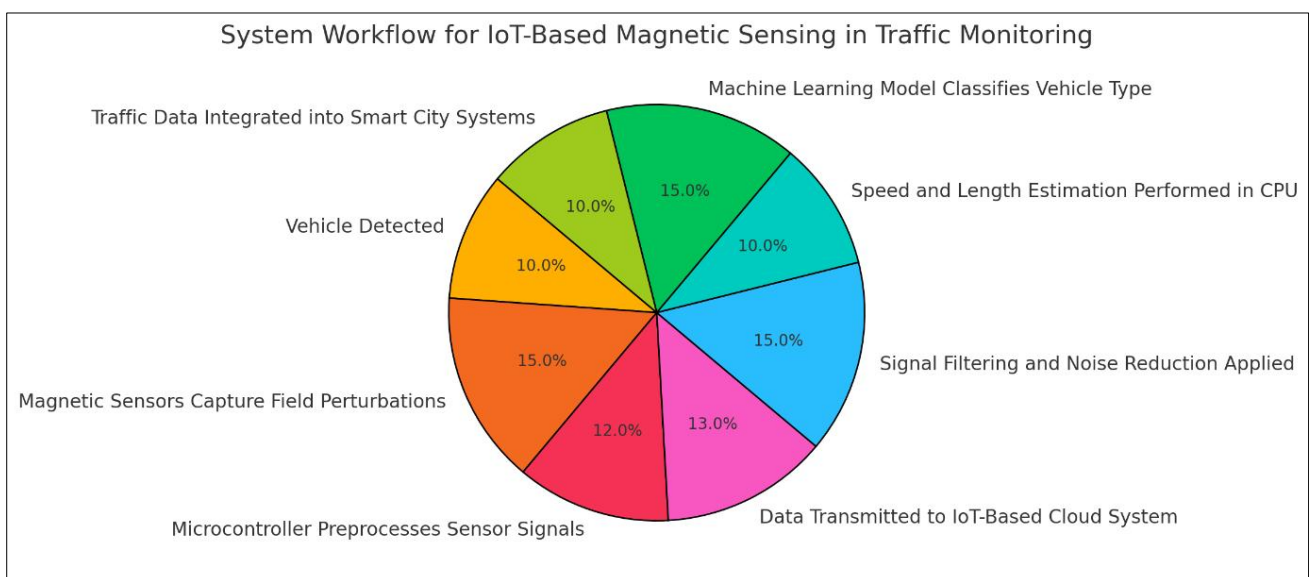 System Workflow for IoT-Based Magnetic Sensing in Traffic Monitoring
Machine Learning Model Classifies Vehicle Type
Traffic Data Integrated into Smart City Systems
15.0%
Speed and Length Estimation Performed in CPU
10.0%
Vehicle Detected
10.0%
10.0%
15.0%
15.0%
Signal Filtering and Noise Reduction Applied
Magnetic Sensors Capture Field Perturbations
12.0%
13.0%
Microcontroller Preprocesses Sensor Signals
Data Transmitted to IoT-Based Cloud System